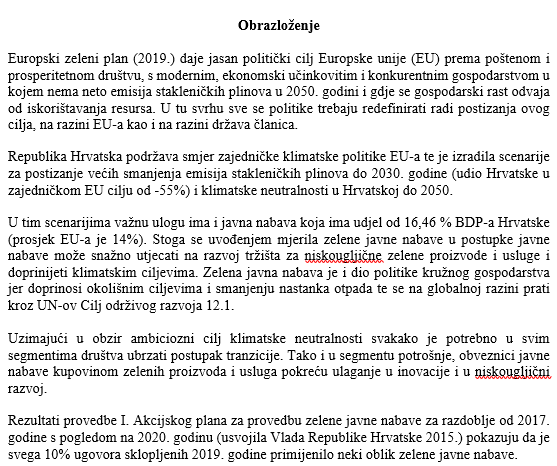 Obrazloženje
Europski zeleni plan (2019.) daje jasan politički cilj Europske unije (EU) prema poštenom i
prosperitetnom društvu, s modernim, ekonomski učinkovitim i konkurentnim gospodarstvom u
kojem nema neto emisija stakleničkih plinova u 2050. godini i gdje se gospodarski rast odvaja
od iskorištavanja resursa. U tu svrhu sve se politike trebaju redefinirati radi postizanja ovog
cilja, na razini EU-a kao i na razini država članica.
Republika Hrvatska podržava smjer zajedničke klimatske politike EU-a te je izradila scenarije
za postizanje većih smanjenja emisija stakleničkih plinova do 2030. godine (udio Hrvatske u
zajedničkom EU cilju od -55%) i klimatske neutralnosti u Hrvatskoj do 2050.
U tim scenarijima važnu ulogu ima i javna nabava koja ima udjel od 16,46 % BDP-a Hrvatske
(prosjek EU-a je 14%). Stoga se uvođenjem mjerila zelene javne nabave u postupke javne
nabave može snažno utjecati na razvoj tržišta za niskougljične zelene proizvode i usluge i
doprinijeti klimatskim ciljevima. Zelena javna nabava je i dio politike kružnog gospodarstva
jer doprinosi okolišnim ciljevima i smanjenju nastanka otpada te se na globalnoj razini prati
kroz UN-ov Cilj održivog razvoja 12.1.
Uzimajući u obzir ambiciozni cilj klimatske neutralnosti svakako je potrebno u svim
segmentima društva ubrzati postupak tranzicije. Tako i u segmentu potrošnje, obveznici javne
nabave kupovinom zelenih proizvoda i usluga pokreću ulaganje u inovacije i u niskougljični
razvoj.
Rezultati provedbe I. Akcijskog plana za provedbu zelene javne nabave za razdoblje od 2017.
godine s pogledom na 2020. godinu (usvojila Vlada Republike Hrvatske 2015.) pokazuju da je
svega 10% ugovora sklopljenih 2019. godine primijenilo neki oblik zelene javne nabave.